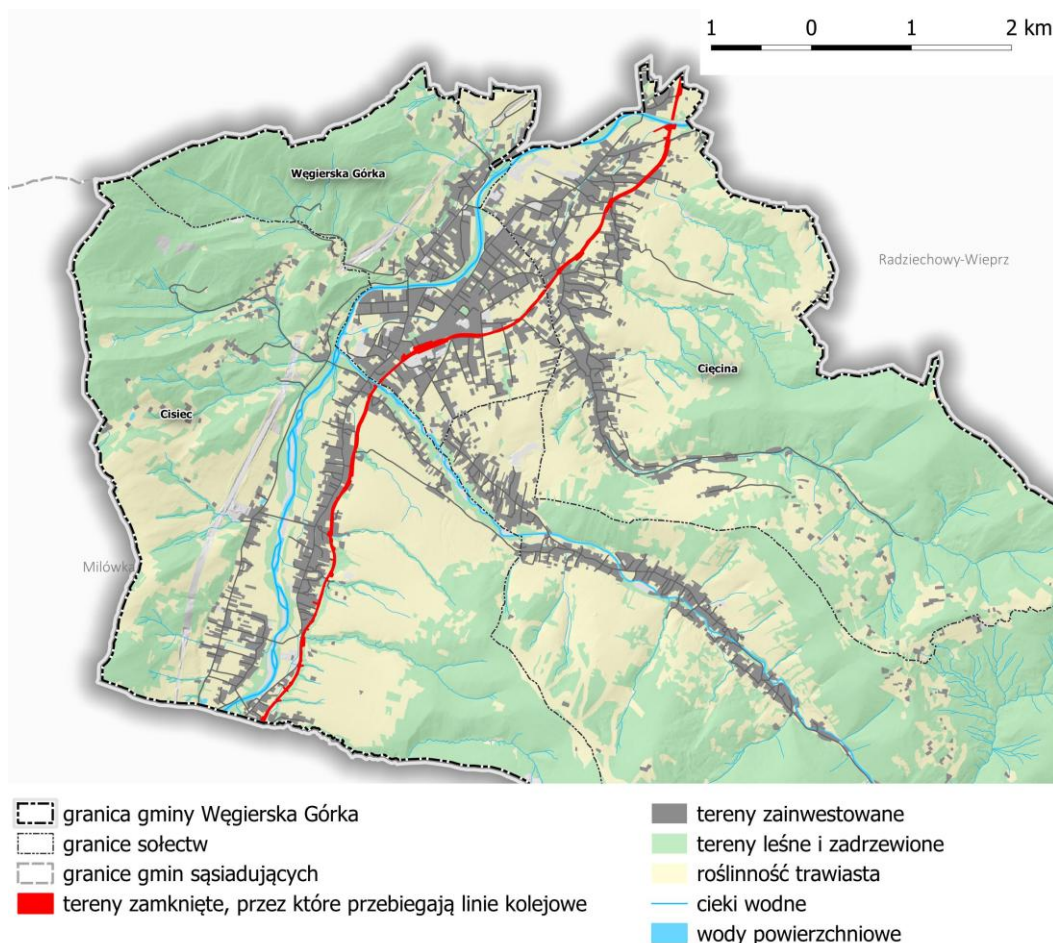 1 0 1 2 km
Węgierska Górka
Radziechowy-Wieprz
Cięcina
Cisiec
Milówka
granica gminy Węgierska Górka
granice sołectw
granice gmin sąsiadujących
tereny zamknięte, przez które przebiegają linie kolejowe
tereny zainwestowane
tereny leśne i zadrzewione
roślinność trawiasta
cieki wodne
wody powierzchniowe